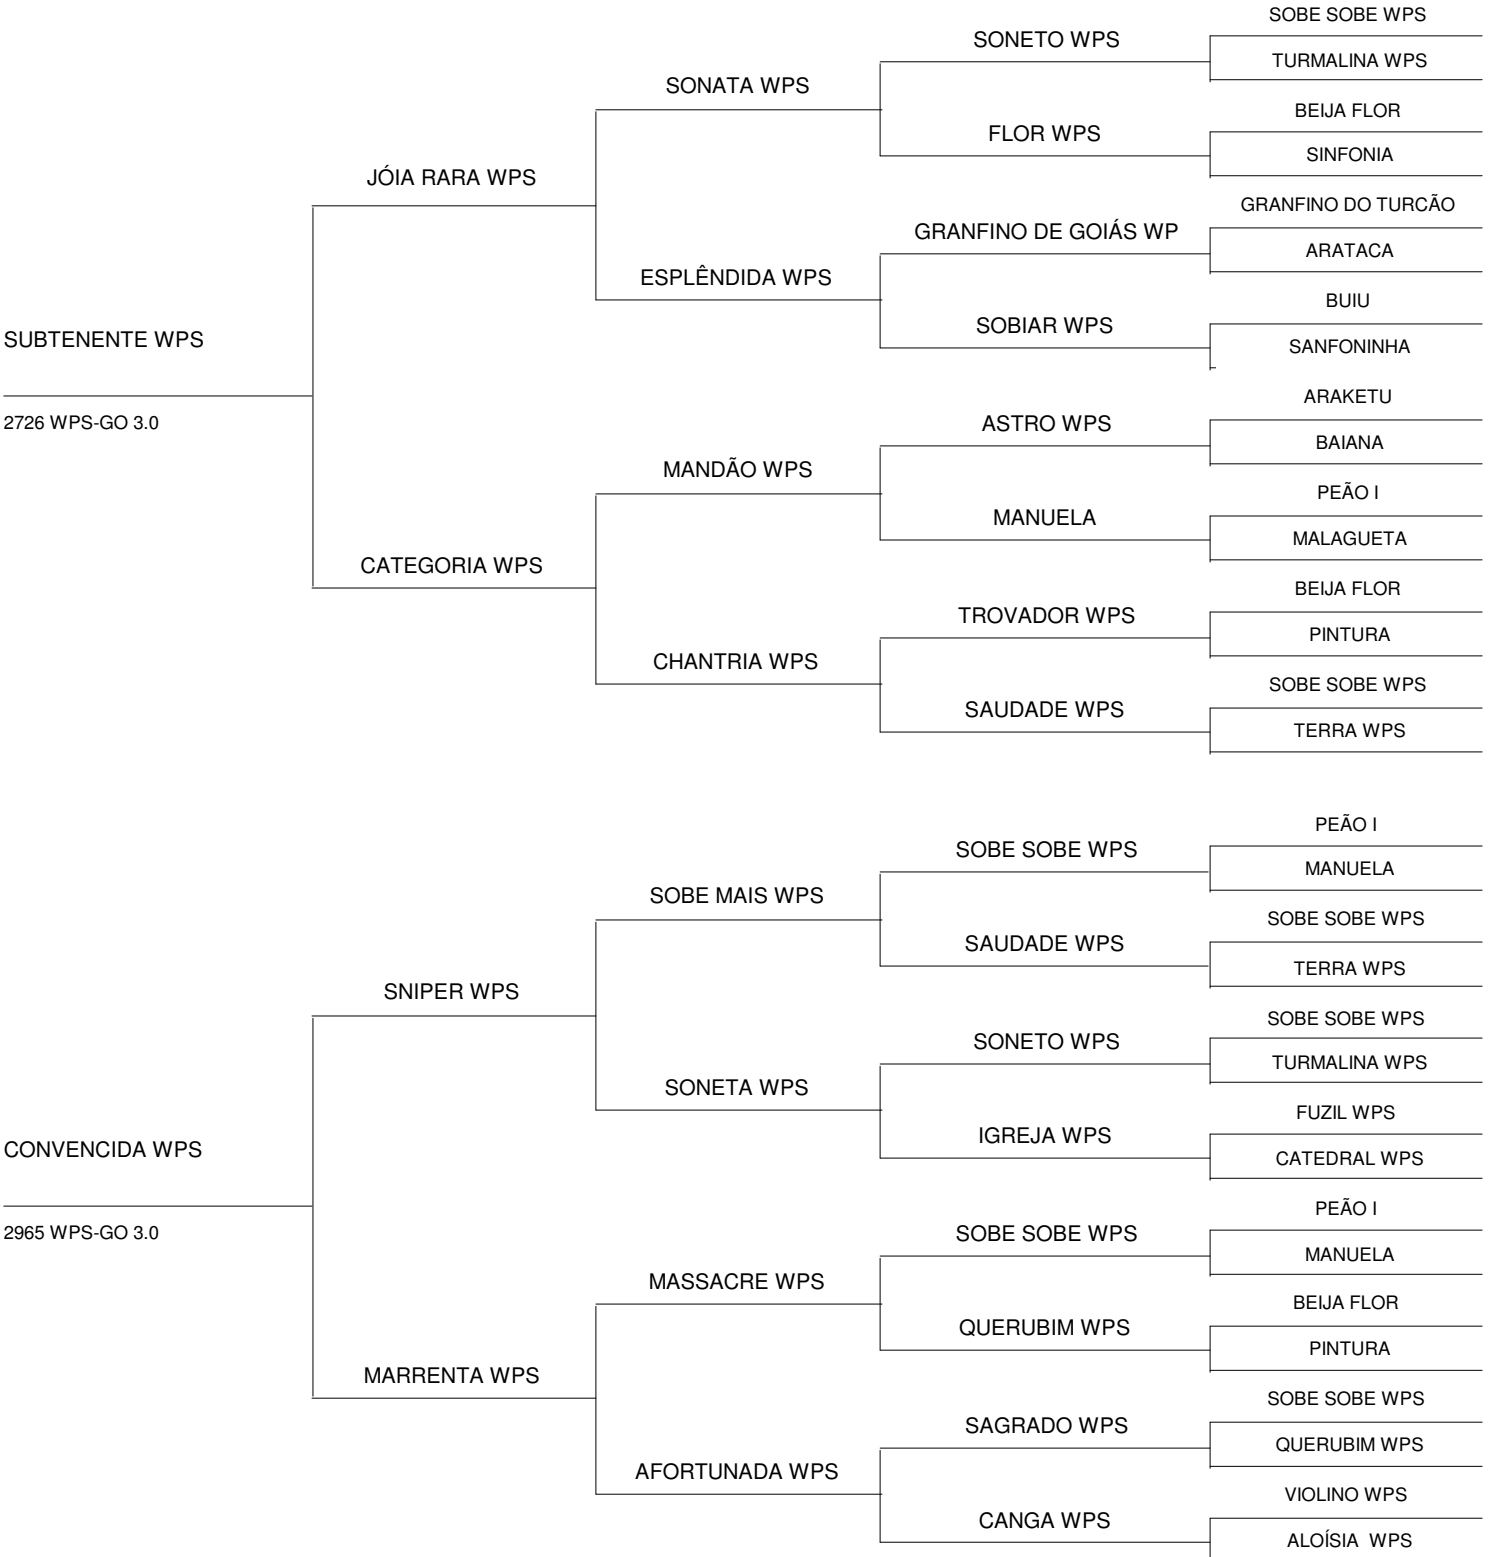 SOBE SOBE WPS
SONETO WPS
TURMALINA WPS
SONATA WPS
BEIJA FLOR
FLOR WPS
SINFONIA
JÓIA RARA WPS
GRANFINO DO TURCÃO
GRANFINO DE GOIÁS WP
ARATACA
ESPLÊNDIDA WPS
BUIU
SOBIAR WPS
SANFONINHA
SUBTENENTE WPS
2726 WPS-GO 3.0
ARAKETU
ASTRO WPS
BAIANA
MANDÃO WPS
PEÃO I
MANUELA
MALAGUETA
CATEGORIA WPS
BEIJA FLOR
TROVADOR WPS
PINTURA
CHANTRIA WPS
SOBE SOBE WPS
SAUDADE WPS
TERRA WPS
PEÃO I
SOBE SOBE WPS
MANUELA
SOBE MAIS WPS
SOBE SOBE WPS
SAUDADE WPS
TERRA WPS
SNIPER WPS
SOBE SOBE WPS
SONETO WPS
TURMALINA WPS
SONETA WPS
FUZIL WPS
IGREJA WPS
CATEDRAL WPS
CONVENCIDA WPS
2965 WPS-GO 3.0
PEÃO I
SOBE SOBE WPS
MANUELA
MASSACRE WPS
BEIJA FLOR
QUERUBIM WPS
PINTURA
MARRENTA WPS
SOBE SOBE WPS
SAGRADO WPS
QUERUBIM WPS
AFORTUNADA WPS
VIOLINO WPS
CANGA WPS
ALOÍSIA WPS